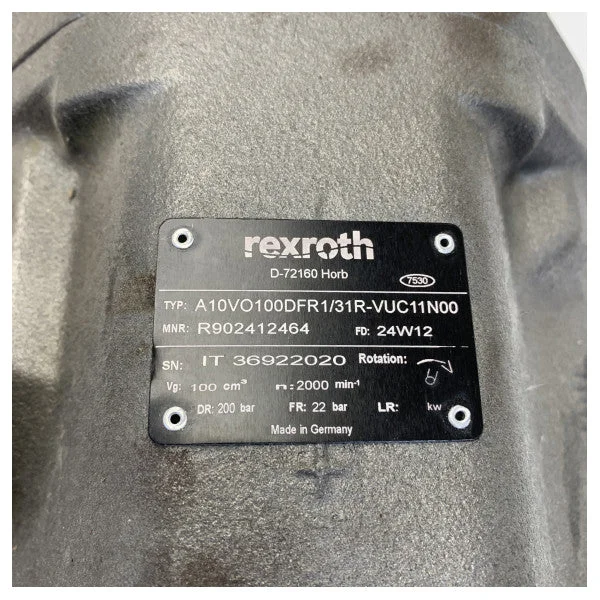 rexroth
D-72160 Horb
7530
TYP: A10VO100DFR1/31R-VUC11N00
MNR: R902412464 FD: 24W12
SN: IT 36922020 Rotation:
Vg: 100 cm³ n: 2000 min⁻¹
DR: 200 bar FR: 22 bar LR: kw
Made in Germany